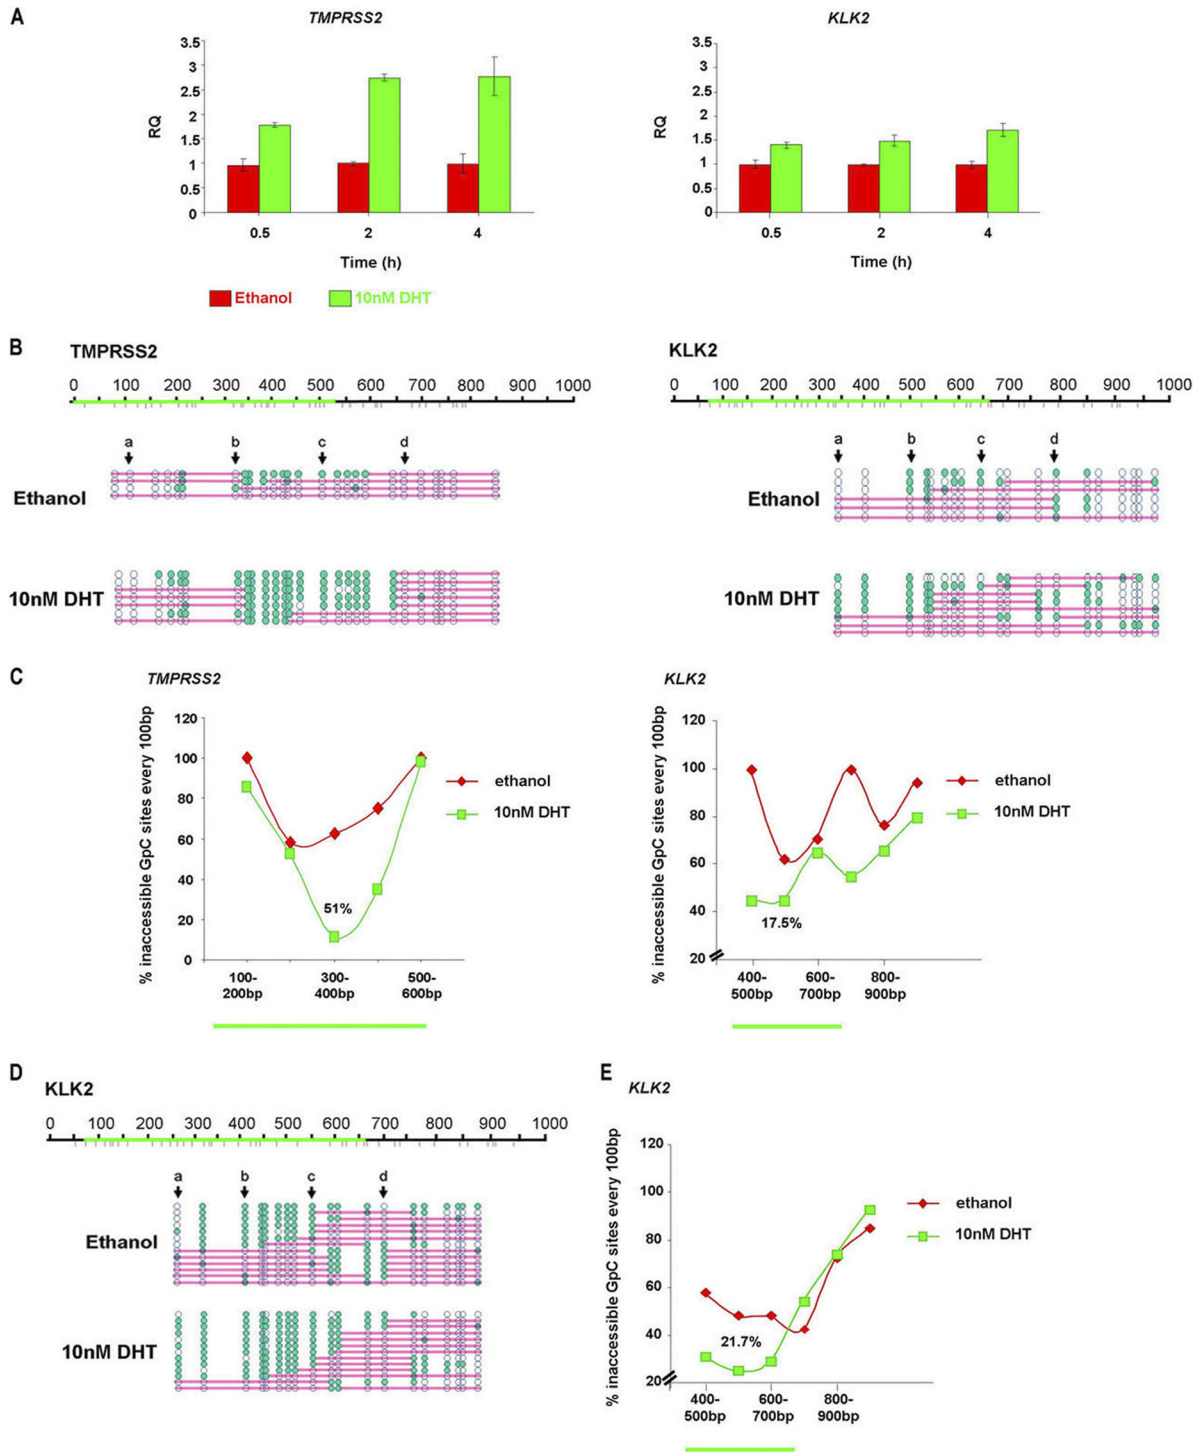 A
TMPRSS2
KLK2
3.5
3
2.5
2
1.5
1
0.5
0
RQ
0.5 2 4
Time (h)
3.5
3
2.5
2
1.5
1
0.5
0
RQ
0.5 2 4
Time (h)
Ethanol 10nM DHT
B
TMPRSS2
0 100 200 300 400 500 600 700 800 900 1000
a b c d
Ethanol
10nM DHT
KLK2
0 100 200 300 400 500 600 700 800 900 1000
a b c d
Ethanol
10nM DHT
C
TMPRSS2
% inaccessible GpC sites every 100bp
120
100
80
60
40
20
0
51%
ethanol
10nM DHT
100- 300- 500-
200bp 400bp 600bp
KLK2
% inaccessible GpC sites every 100bp
120
100
80
60
40
20
17.5%
ethanol
10nM DHT
400- 600- 800-
500bp 700bp 900bp
D
KLK2
0 100 200 300 400 500 600 700 800 900 1000
a b c d
Ethanol
10nM DHT
E
KLK2
% inaccessible GpC sites every 100bp
120
100
80
60
40
20
21.7%
ethanol
10nM DHT
400- 600- 800-
500bp 700bp 900bp